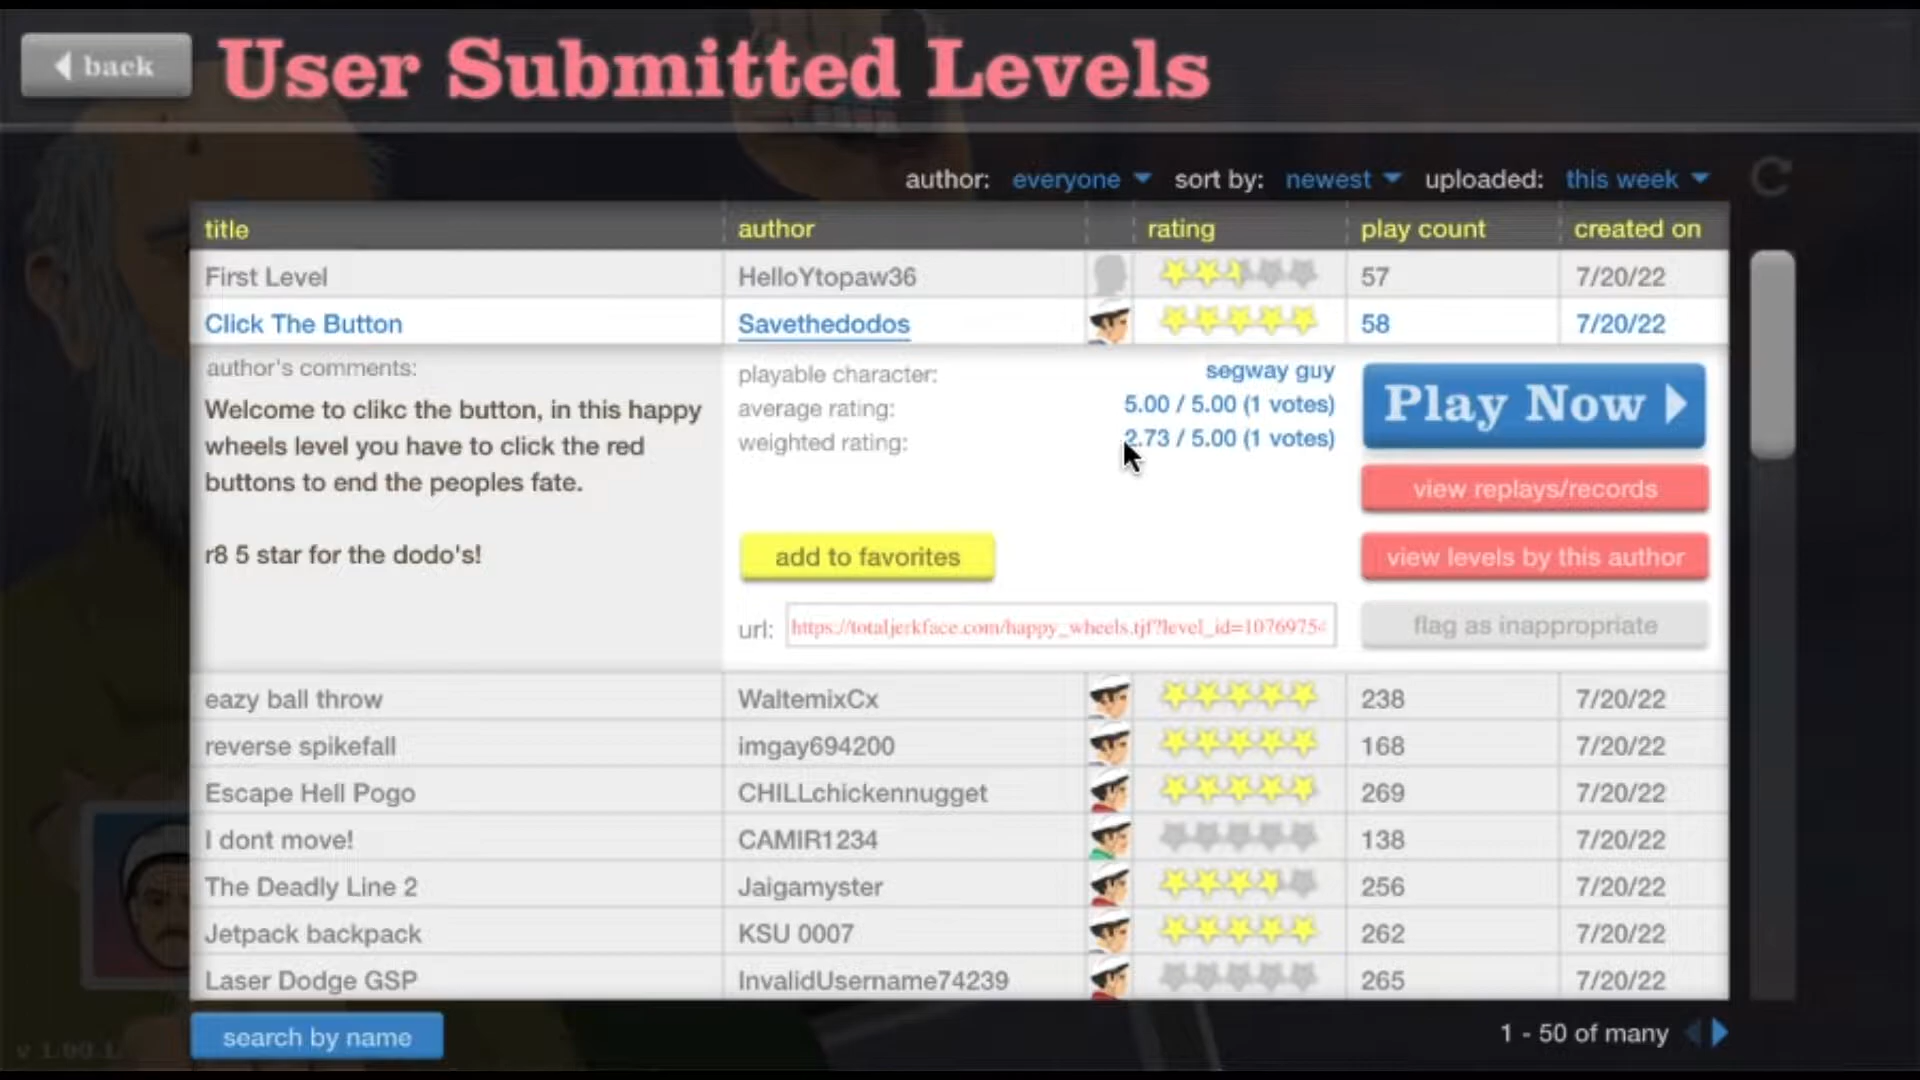 back
User Submitted Levels
author: everyone sort by: newest uploaded: this week
title author rating play count created on
First Level HelloYtopaw36 57 7/20/22
Click The Button Savethedodos 58 7/20/22
author's comments:
Welcome to clikc the button, in this happy
wheels level you have to click the red
buttons to end the peoples fate.
r8 5 star for the dodo's!
playable character: segway guy
average rating: 5.00 / 5.00 (1 votes)
weighted rating: 2.73 / 5.00 (1 votes)
add to favorites
url: https://totaljerkface.com/happy_wheels.tjf?level_id=1076975
Play Now
view replays/records
view levels by this author
flag as inappropriate
eazy ball throw WaltemixCx 238 7/20/22
reverse spikefall imgay694200 168 7/20/22
Escape Hell Pogo CHILLchickennugget 269 7/20/22
I dont move! CAMIR1234 138 7/20/22
The Deadly Line 2 Jaigamyster 256 7/20/22
Jetpack backpack KSU 0007 262 7/20/22
Laser Dodge GSP InvalidUsername74239 265 7/20/22
search by name
1 - 50 of many